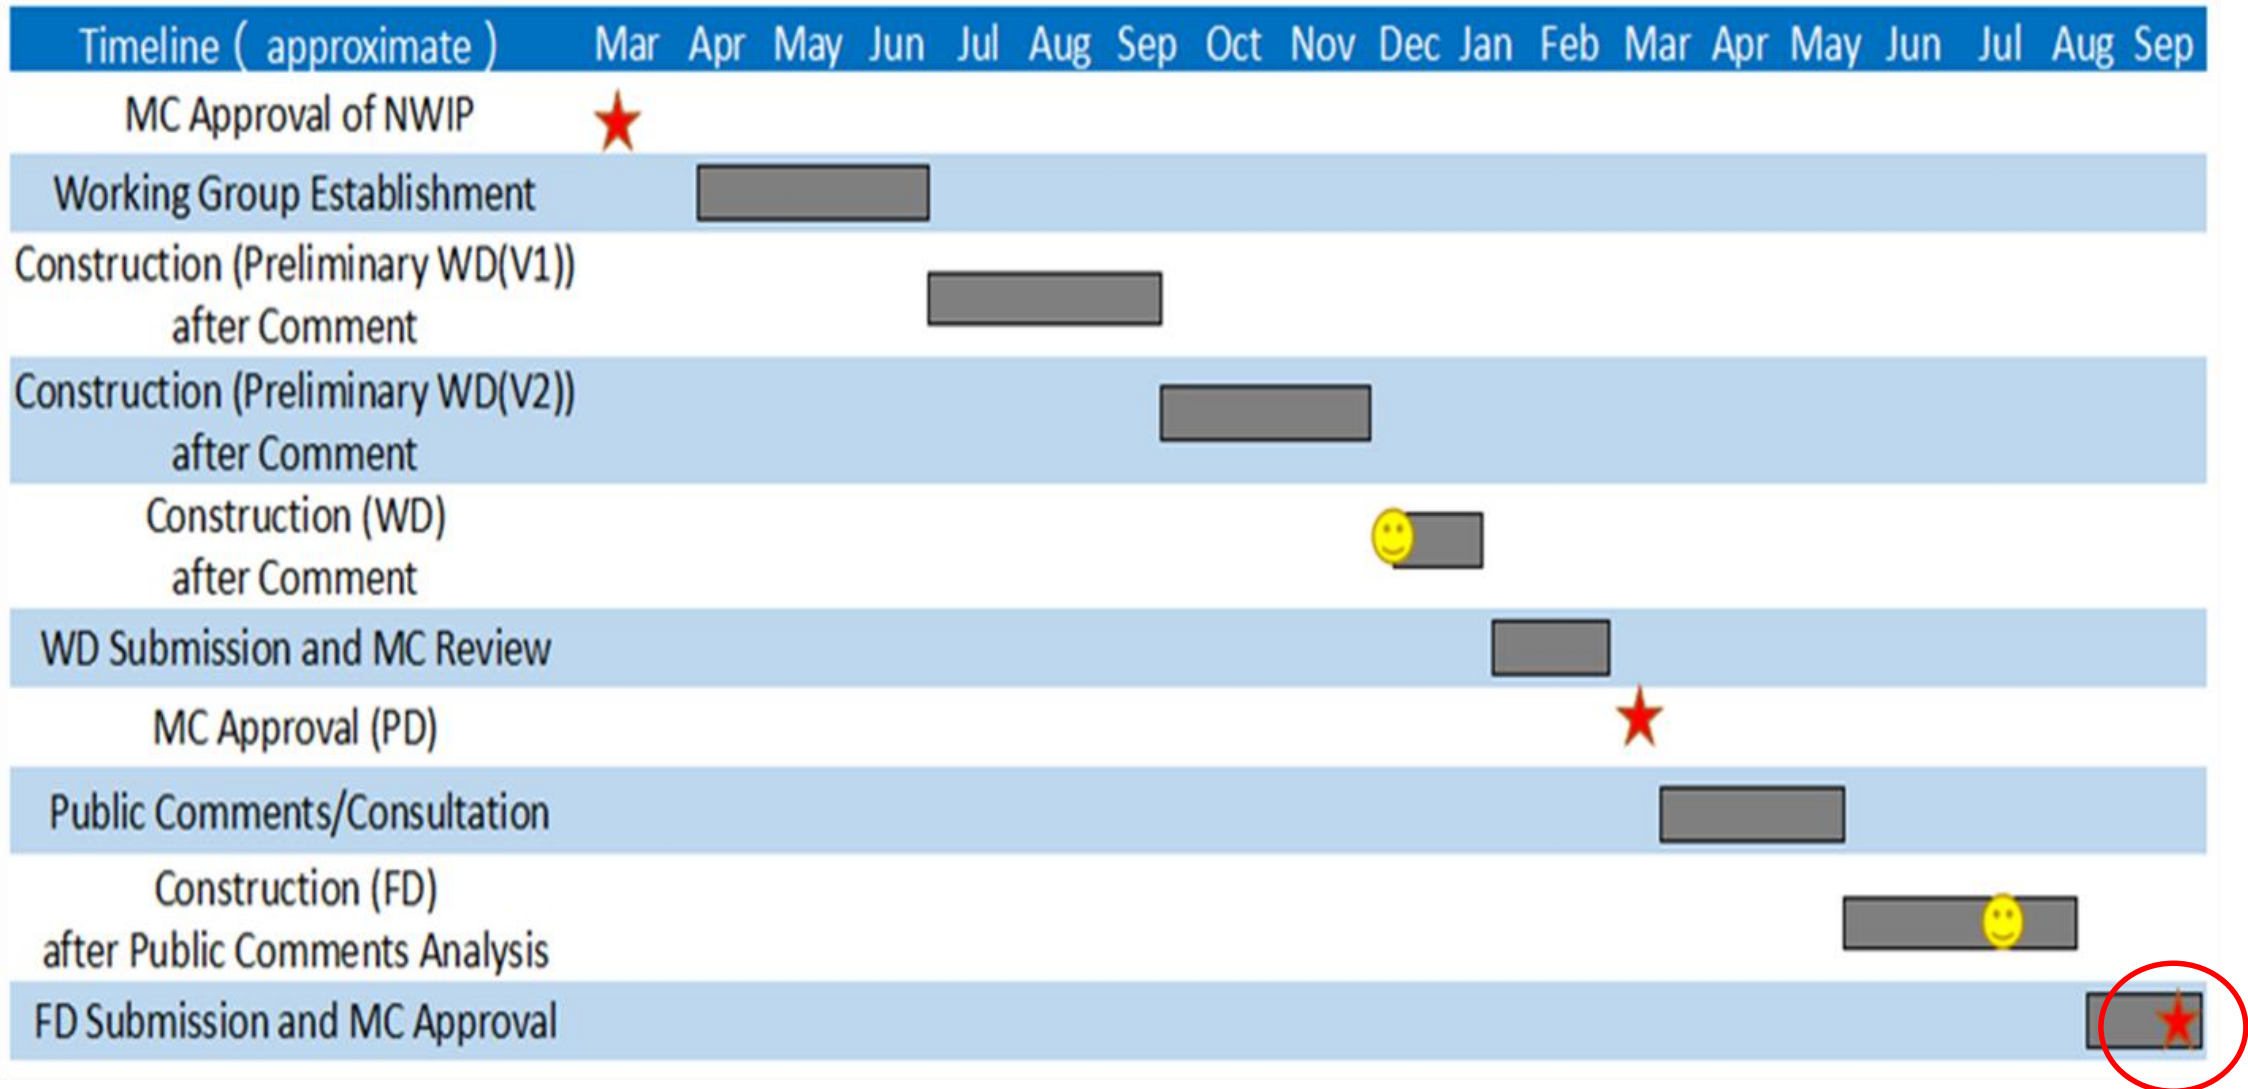 Timeline ( approximate ) Mar Apr May Jun Jul Aug Sep Oct Nov Dec Jan Feb Mar Apr May Jun Jul Aug Sep
MC Approval of NWIP
Working Group Establishment
Construction (Preliminary WD(V1))
after Comment
Construction (Preliminary WD(V2))
after Comment
Construction (WD)
after Comment
WD Submission and MC Review
MC Approval (PD)
Public Comments/Consultation
Construction (FD)
after Public Comments Analysis
FD Submission and MC Approval